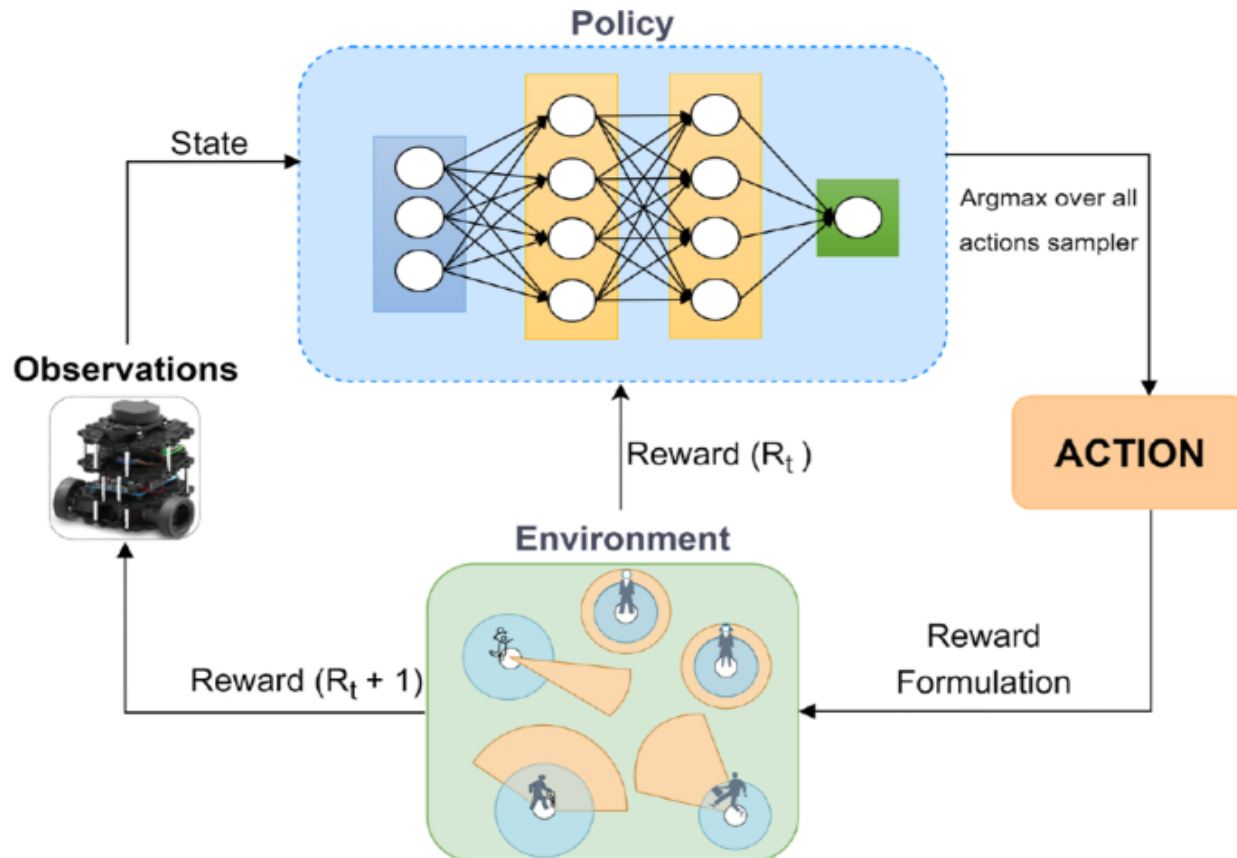 Policy
State
Argmax over all
actions sampler
Observations
ACTION
Reward (Rt )
Environment
Reward
Formulation
Reward (Rt + 1)